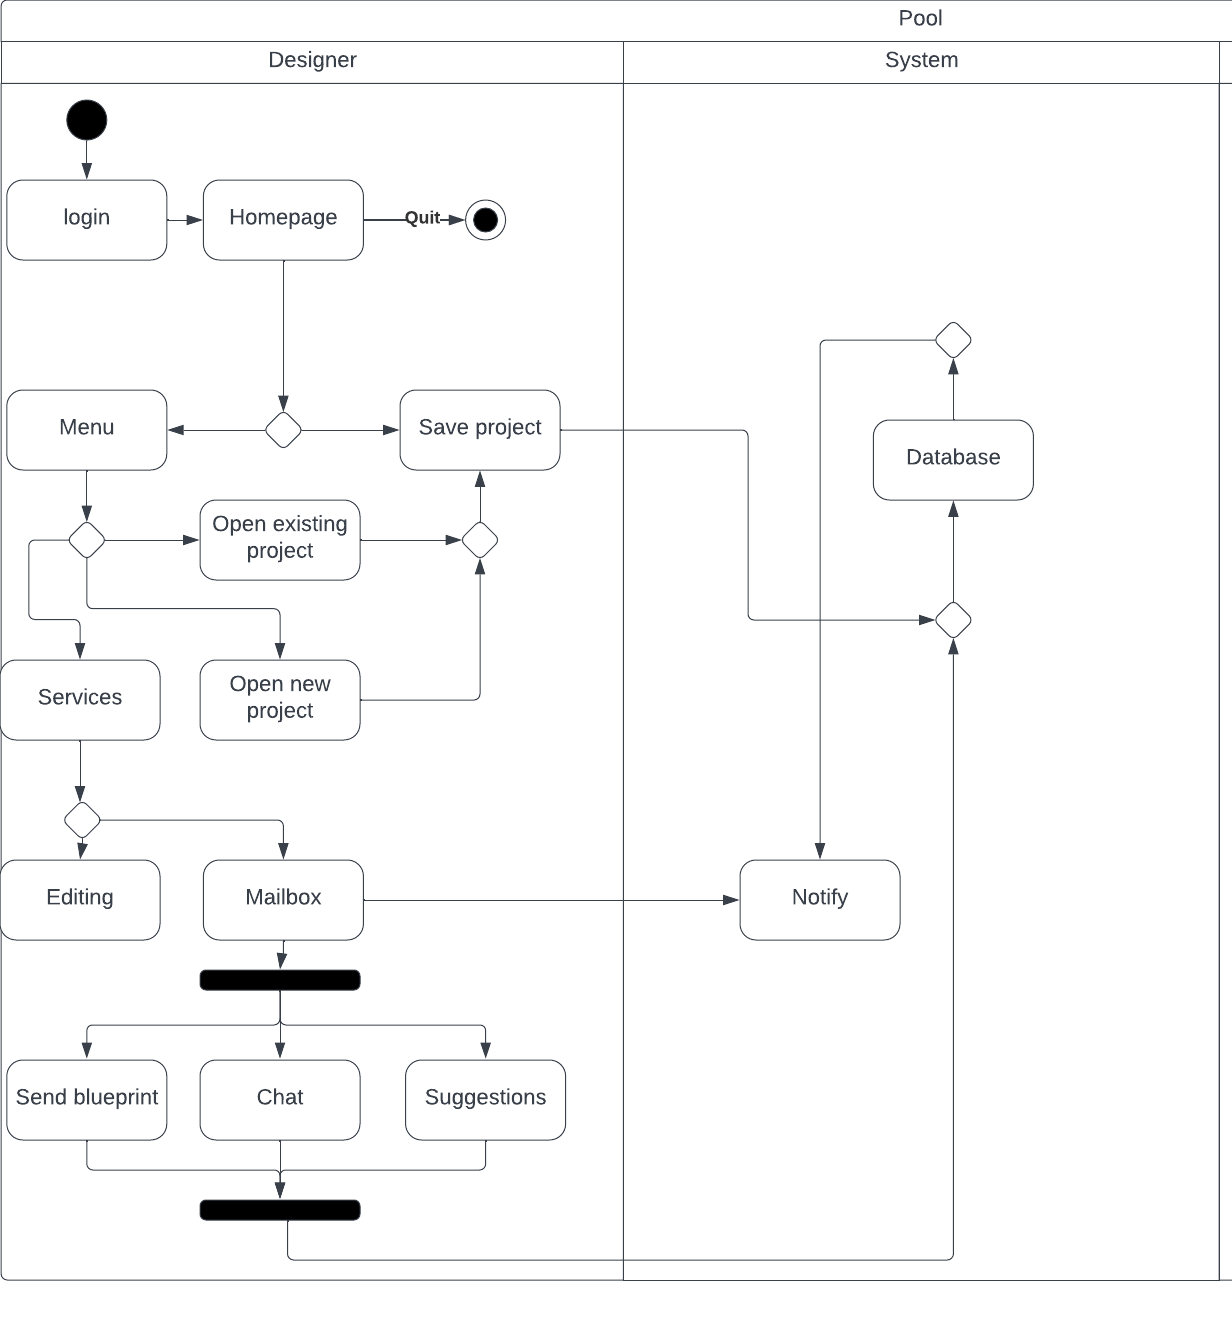 Pool
Designer
System
login
Homepage
Quit
Menu
Save project
Database
Open existing
project
Services
Open new
project
Editing
Mailbox
Notify
Send blueprint
Chat
Suggestions